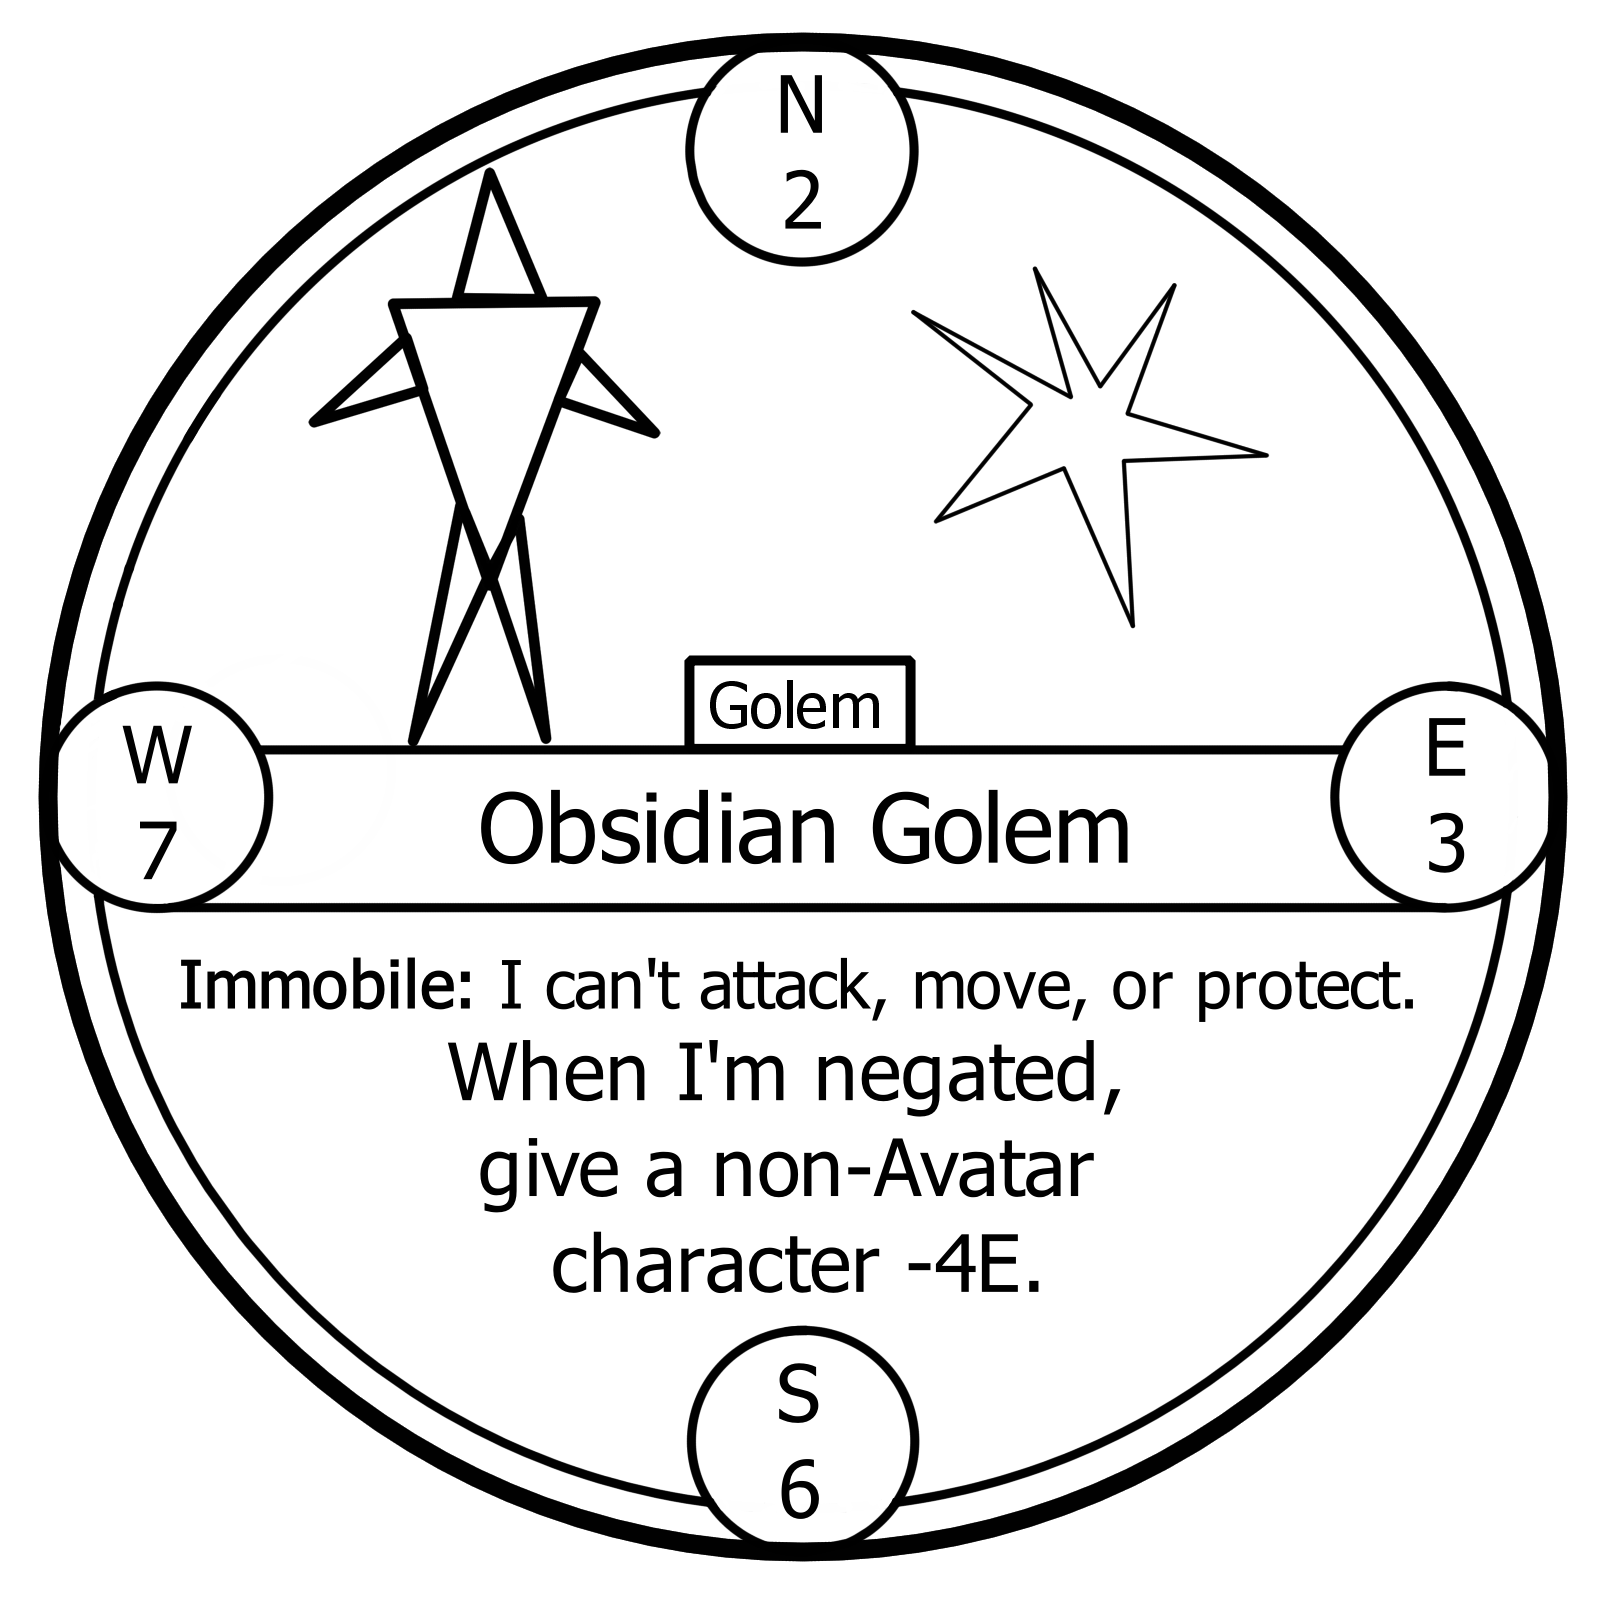 N
2
Golem
W
7
Obsidian Golem
E
3
Immobile: I can't attack, move, or protect.
When I'm negated,
give a non-Avatar
character -4E.
S
6